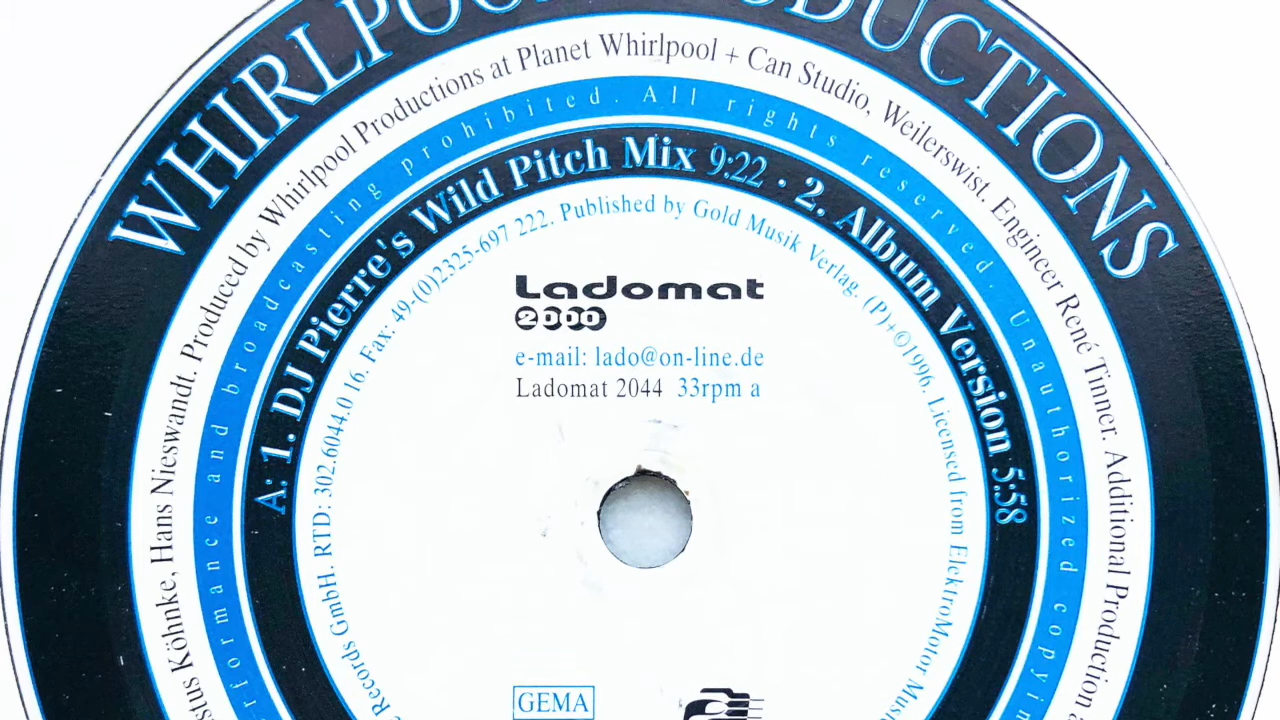 WHIRLPOOL PRODUCTIONS
stus Köhnke, Hans Nieswandt. Produced by Whirlpool Productions at Planet Whirlpool + Can Studio, Weilerswist. Engineer René Tinner. Additional Production a
rformance and broadcasting prohibited. All rights reserved. Unauthorized copyin
A: 1. DJ Pierre's Wild Pitch Mix 9:22 · 2. Album Version 5:58
Records GmbH. RTD: 302.6044.0 16. Fax: 49-(0)2325-697 222. Published by Gold Musik Verlag. (P)+©1996. Licensed from ElektroMotor Music
Ladomat
2000
e-mail: lado@on-line.de
Ladomat 2044 33rpm a
GEMA